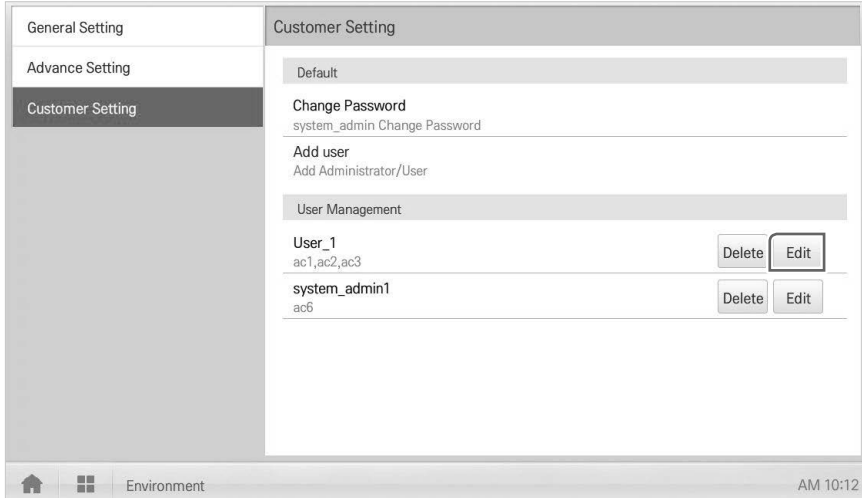 General Setting
Advance Setting
Customer Setting
Customer Setting
Default
Change Password
system_admin Change Password
Add user
Add Administrator/User
User Management
User_1
ac1,ac2,ac3
Delete Edit
system_admin1
ac6
Delete Edit
Environment
AM 10:12